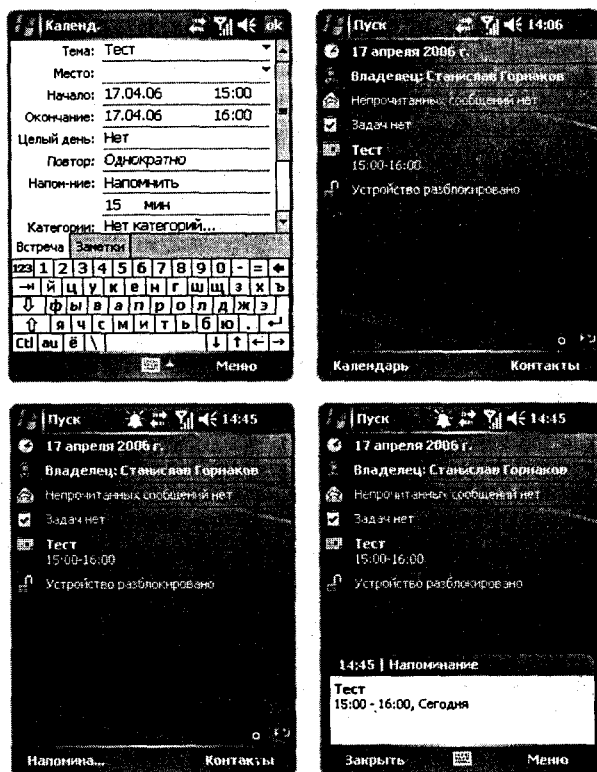 Календ. ok
Тема: Тест
Место:
Начало: 17.04.06 15:00
Окончание: 17.04.06 16:00
Целый день: Нет
Повтор: Однократно
Напом-ние: Напомнить
15 мин
Категории: Нет категорий...
Встреча Заметки
123 1 2 3 4 5 6 7 8 9 0 - =
й ц у к е н г ш щ з х ъ
ф ы в а п р о л д ж э
я ч с м и т ь б ю .
Ctl au ё \
Меню
Пуск 14:06
17 апреля 2006 г.
Владелец: Станислав Горнаков
Непрочитанных сообщений нет
Задач нет
Тест
15:00-16:00
Устройство разблокировано
Календарь Контакты
Пуск 14:45
17 апреля 2006 г.
Владелец: Станислав Горнаков
Непрочитанных сообщений нет
Задач нет
Тест
15:00-16:00
Устройство разблокировано
Напомина... Контакты
Пуск 14:45
17 апреля 2006 г.
Владелец: Станислав Горнаков
Непрочитанных сообщений нет
Задач нет
Тест
15:00-16:00
Устройство разблокировано
14:45 | Напоминание
Тест
15:00 - 16:00, Сегодня
Закрыть Меню